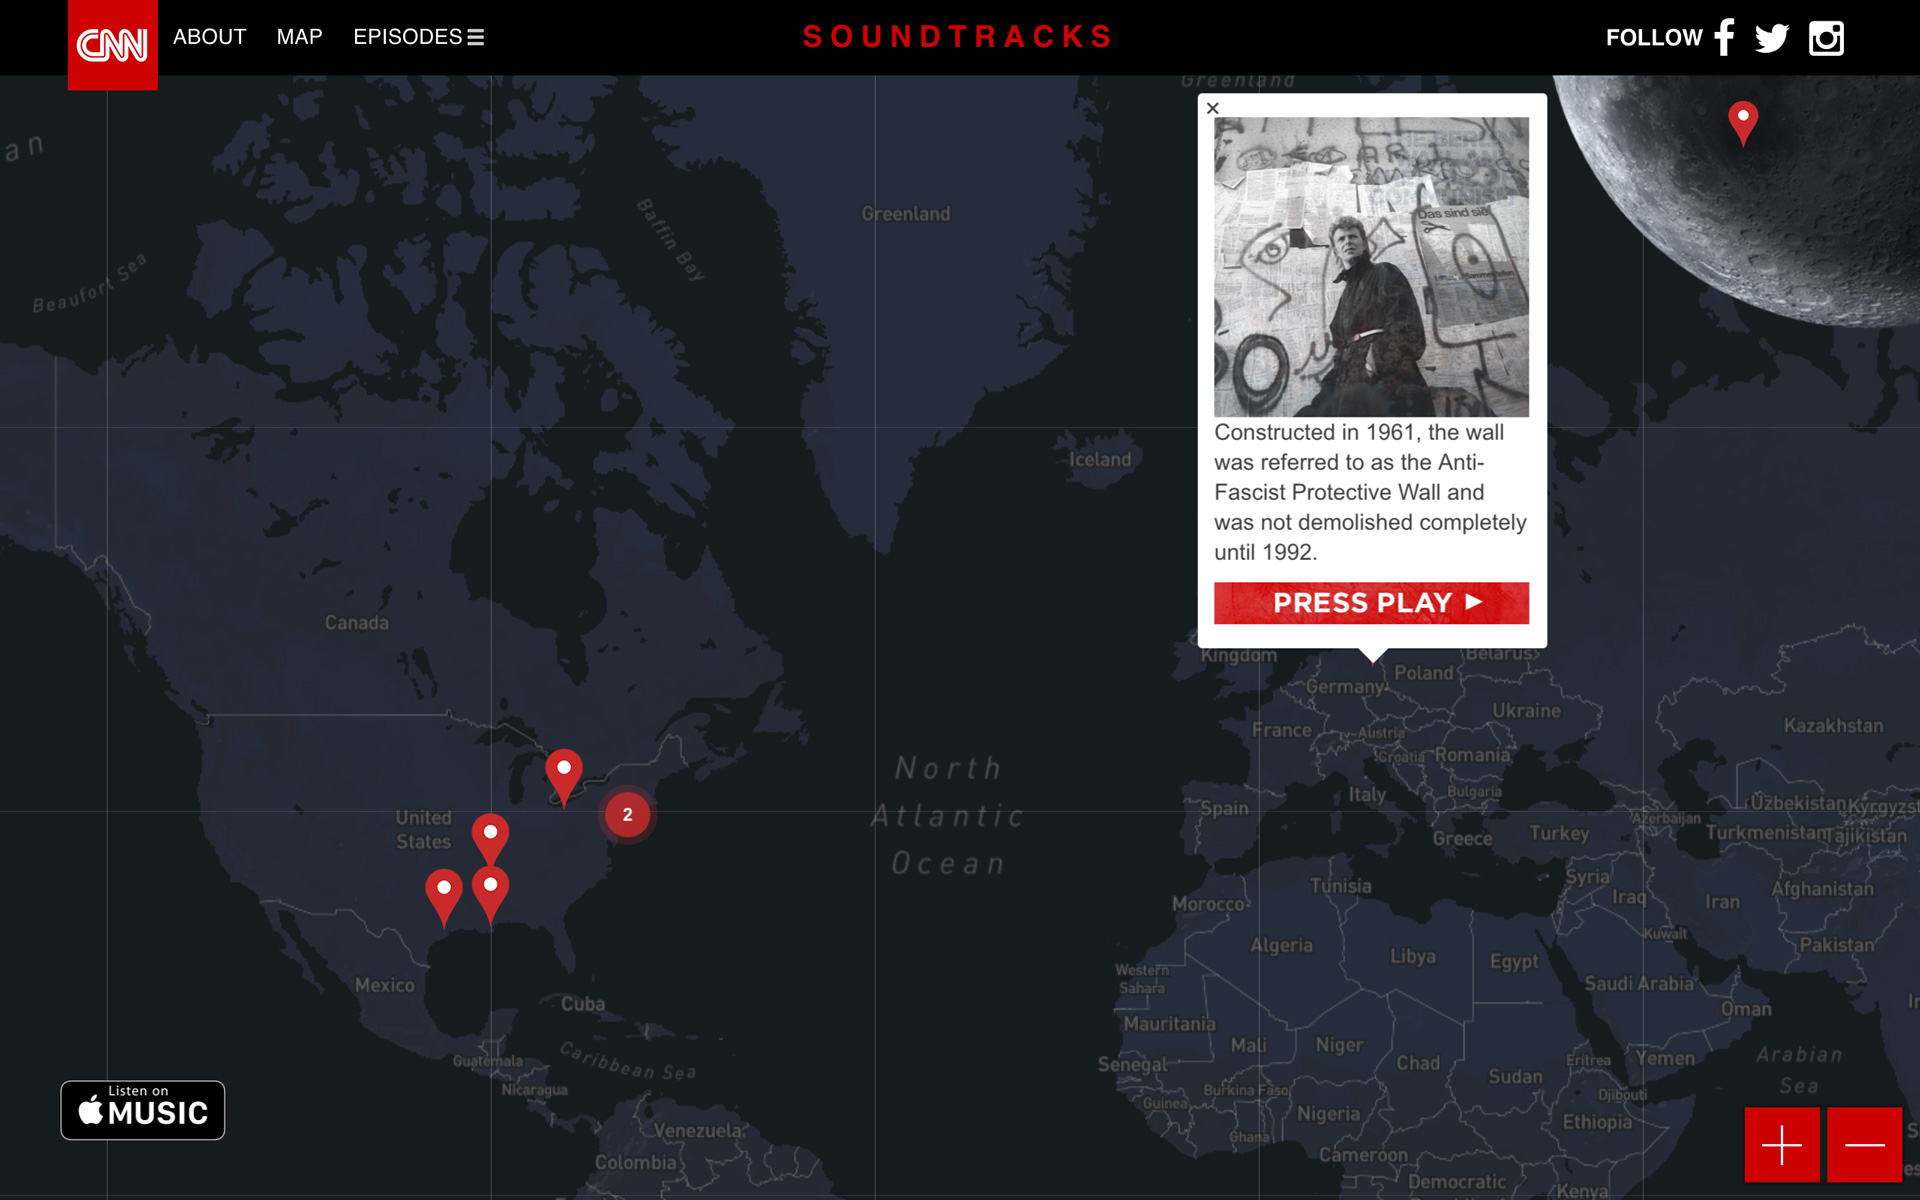 CNN
ABOUT
MAP
EPISODES
SOUNDTRACKS
FOLLOW
Greenland
Das sind sie
Constructed in 1961, the wall
was referred to as the Anti-
Fascist Protective Wall and
was not demolished completely
until 1992.
PRESS PLAY
an
Beaufort Sea
Baffin Bay
Greenland
Iceland
Canada
United
States
2
Mexico
Cuba
Guatemala
Nicaragua
Caribbean Sea
Venezuela
Colombia
North
Atlantic
Ocean
Kingdom
Belarus
Poland
Germany
Ukraine
France
Austria
Croatia
Romania
Kazakhstan
Italy
Bulgaria
Spain
Uzbekistan
Kyrgyzst
Azerbaijan
Turkmenistan
Tajikistan
Greece
Turkey
Tunisia
Syria
Iraq
Iran
Afghanistan
Morocco
Algeria
Libya
Egypt
Kuwait
Pakistan
Western
Sahara
Saudi Arabia
Oman
Mauritania
Mali
Niger
Chad
Sudan
Eritrea
Yemen
Arabian
Sea
Senegal
Burkina Faso
Djibouti
Guinea
Nigeria
Ethiopia
Ghana
Cameroon
Democratic
Kenya
Listen on
MUSIC